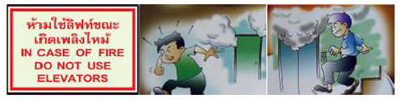 ห้ามใช้ลิฟท์ขณะ
เกิดเพลิงไหม้
IN CASE OF FIRE
DO NOT USE
ELEVATORS